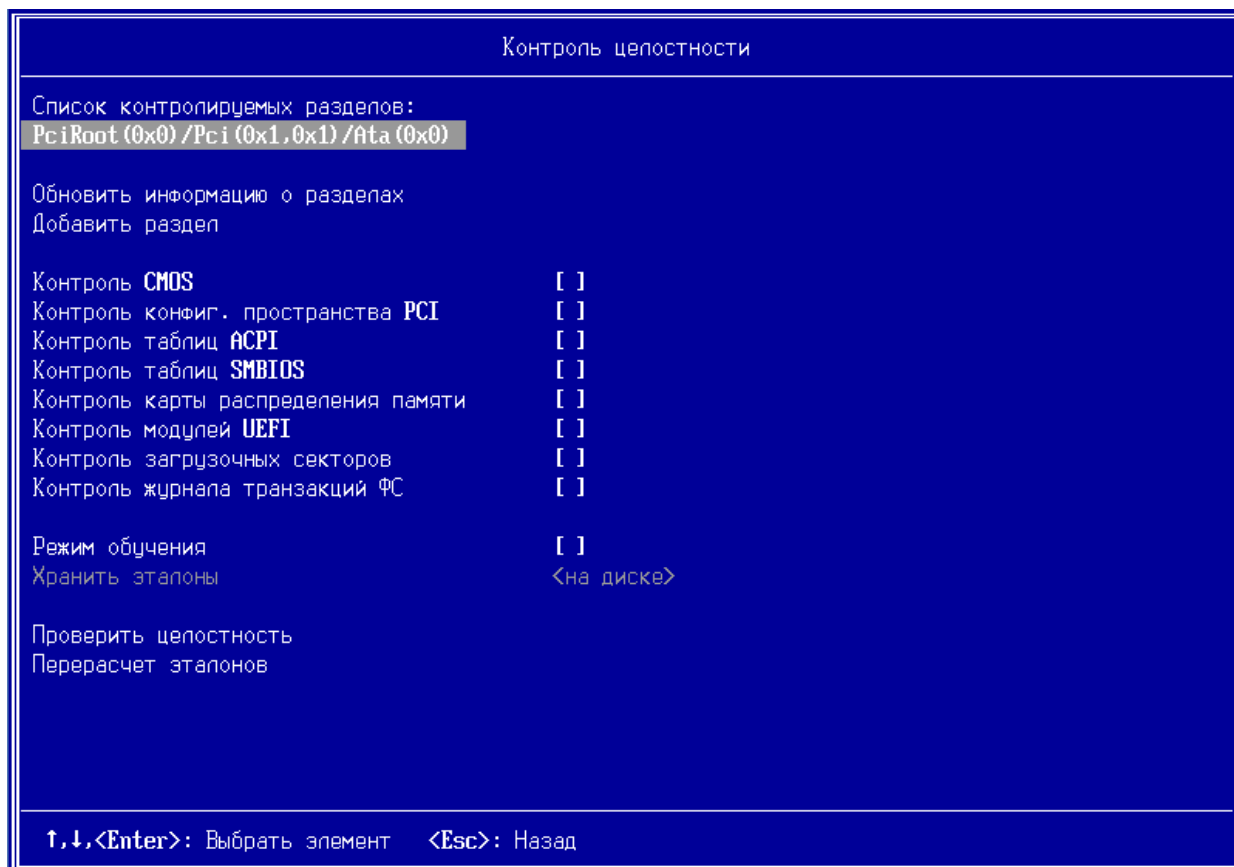 Контроль целостности
Список контролируемых разделов:
PciRoot(0x0)/Pci(0x1,0x1)/Ata(0x0)
Обновить информацию о разделах
Добавить раздел
Контроль CMOS [ ]
Контроль конфиг. пространства PCI [ ]
Контроль таблиц ACPI [ ]
Контроль таблиц SMBIOS [ ]
Контроль карты распределения памяти [ ]
Контроль модулей UEFI [ ]
Контроль загрузочных секторов [ ]
Контроль журнала транзакций ФС [ ]
Режим обучения [ ]
Хранить эталоны <на диске>
Проверить целостность
Перерасчет эталонов
↑,↓,<Enter>: Выбрать элемент <Esc>: Назад